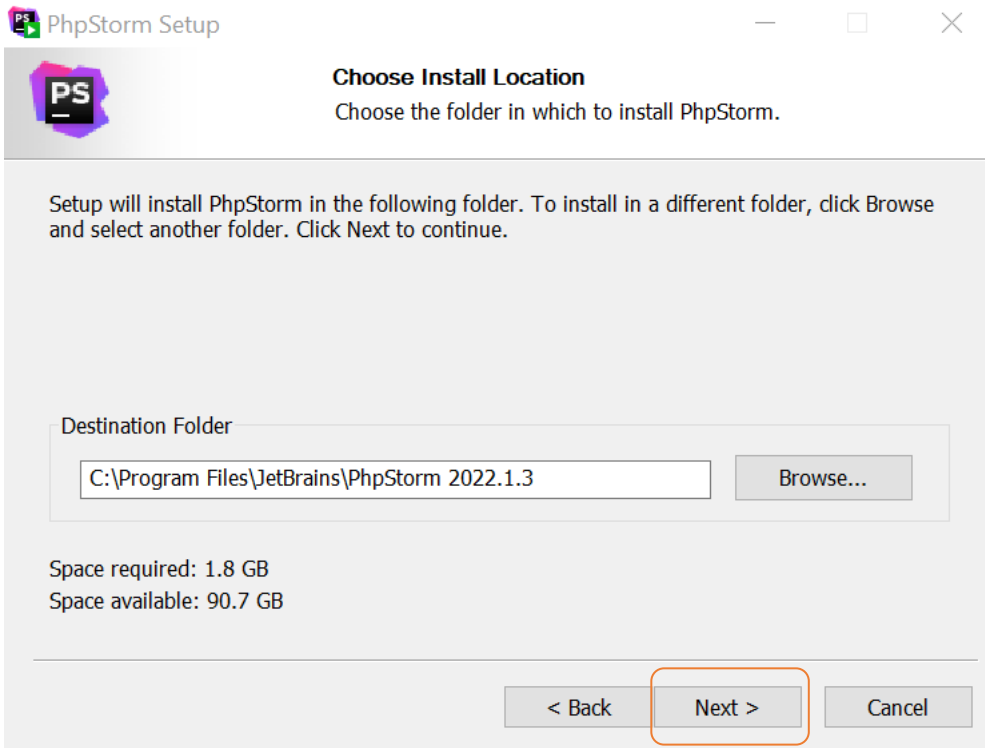 PS
PhpStorm Setup
PS
Choose Install Location
Choose the folder in which to install PhpStorm.
Setup will install PhpStorm in the following folder. To install in a different folder, click Browse
and select another folder. Click Next to continue.
Destination Folder
C:\Program Files\JetBrains\PhpStorm 2022.1.3
Browse...
Space required: 1.8 GB
Space available: 90.7 GB
< Back
Next >
Cancel